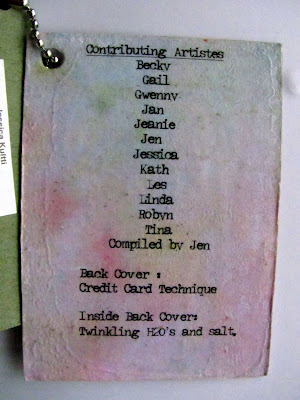 Contributing Artistes
Becky
Gail
Gwenny
Jan
Jeanie
Jen
Jessica
Kath
Les
Linda
Robyn
Tina
Compiled by Jen
Back Cover :
Credit Card Technique
Inside Back Cover:
Twinkling H2O's and salt.
Jessica